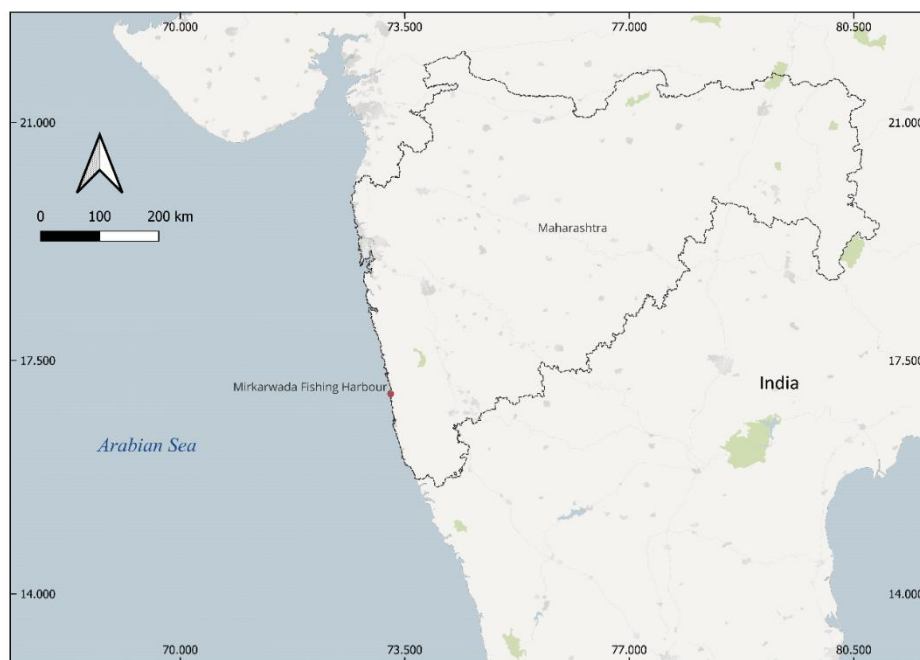 70.000 73.500 77.000 80.500
21.000 21.000
0 100 200 km
Maharashtra
17.500 17.500
Mirkarwada Fishing Harbour
India
Arabian Sea
14.000 14.000
70.000 73.500 77.000 80.500